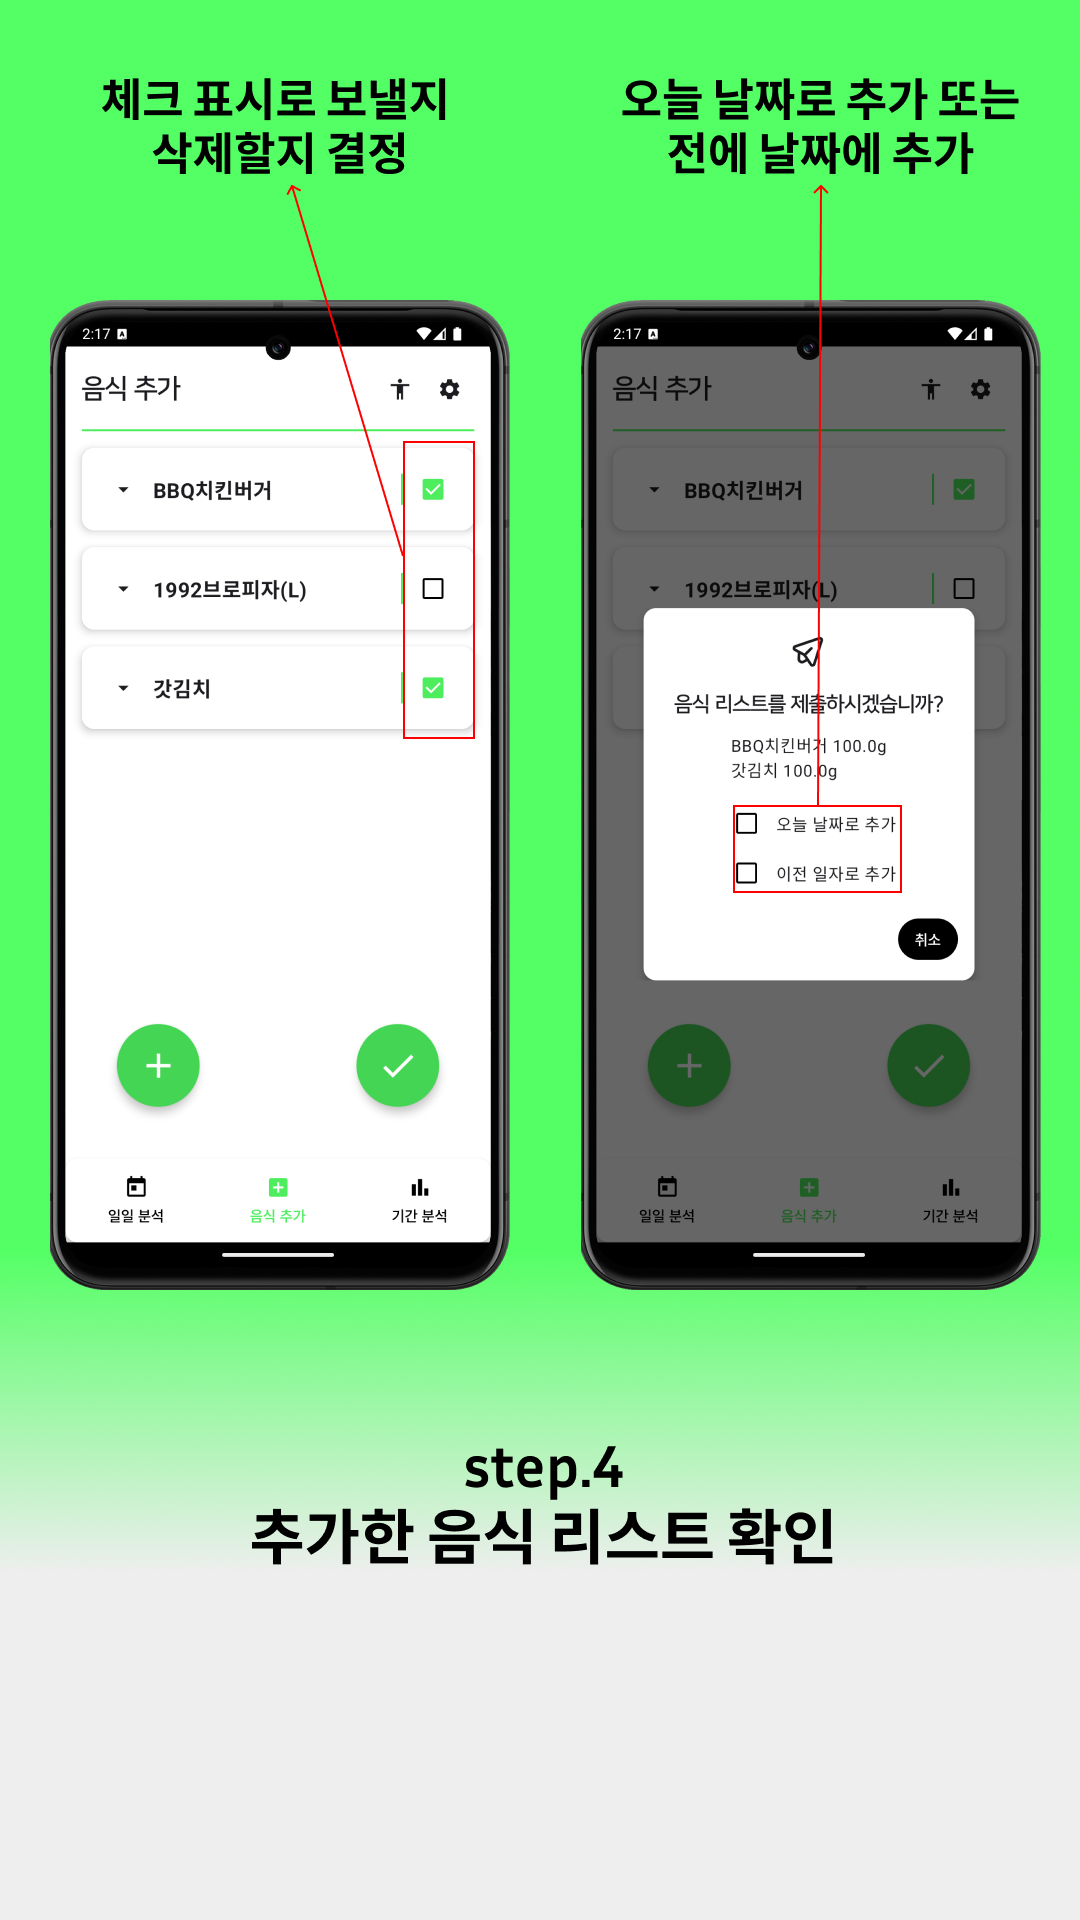 체크 표시로 보낼지
삭제할지 결정
오늘 날짜로 추가 또는
전에 날짜에 추가
2:17
음식 추가
BBQ치킨버거
1992브로피자(L)
갓김치
일일 분석
음식 추가
기간 분석
2:17
음식 추가
BBQ치킨버거
1992브로피자(L)
음식 리스트를 제출하시겠습니까?
BBQ치킨버거 100.0g
갓김치 100.0g
오늘 날짜로 추가
이전 일자로 추가
취소
일일 분석
음식 추가
기간 분석
step.4
추가한 음식 리스트 확인